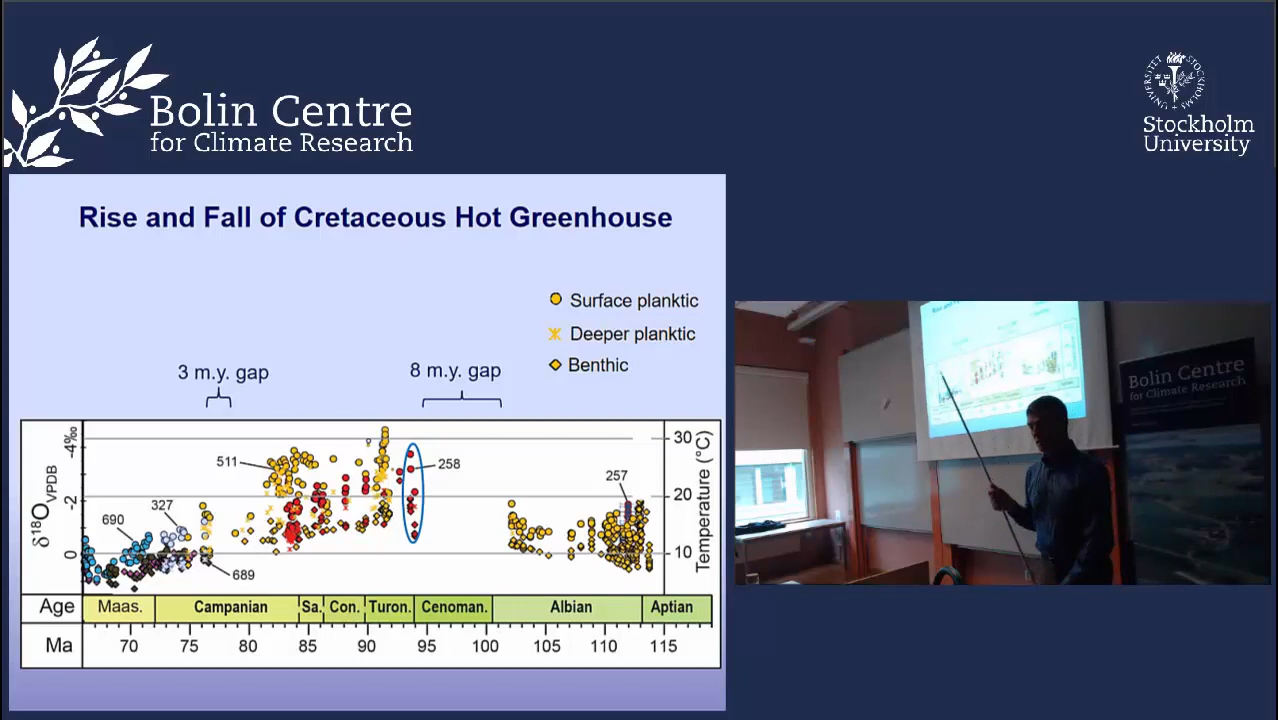 Bolin Centre
for Climate Research
UNIVERSITET
STOCKHOLMS
Stockholm
University
Rise and Fall of Cretaceous Hot Greenhouse
Surface planktic
Deeper planktic
Benthic
3 m.y. gap
8 m.y. gap
δ18OVPDB
-4‰
-2
0
690
327
511
689
258
257
30
20
10
Temperature (°C)
Age
Maas.
Campanian
Sa.
Con.
Turon.
Cenoman.
Albian
Aptian
Ma
70
75
80
85
90
95
100
105
110
115
Bolin Centre
for Climate Research